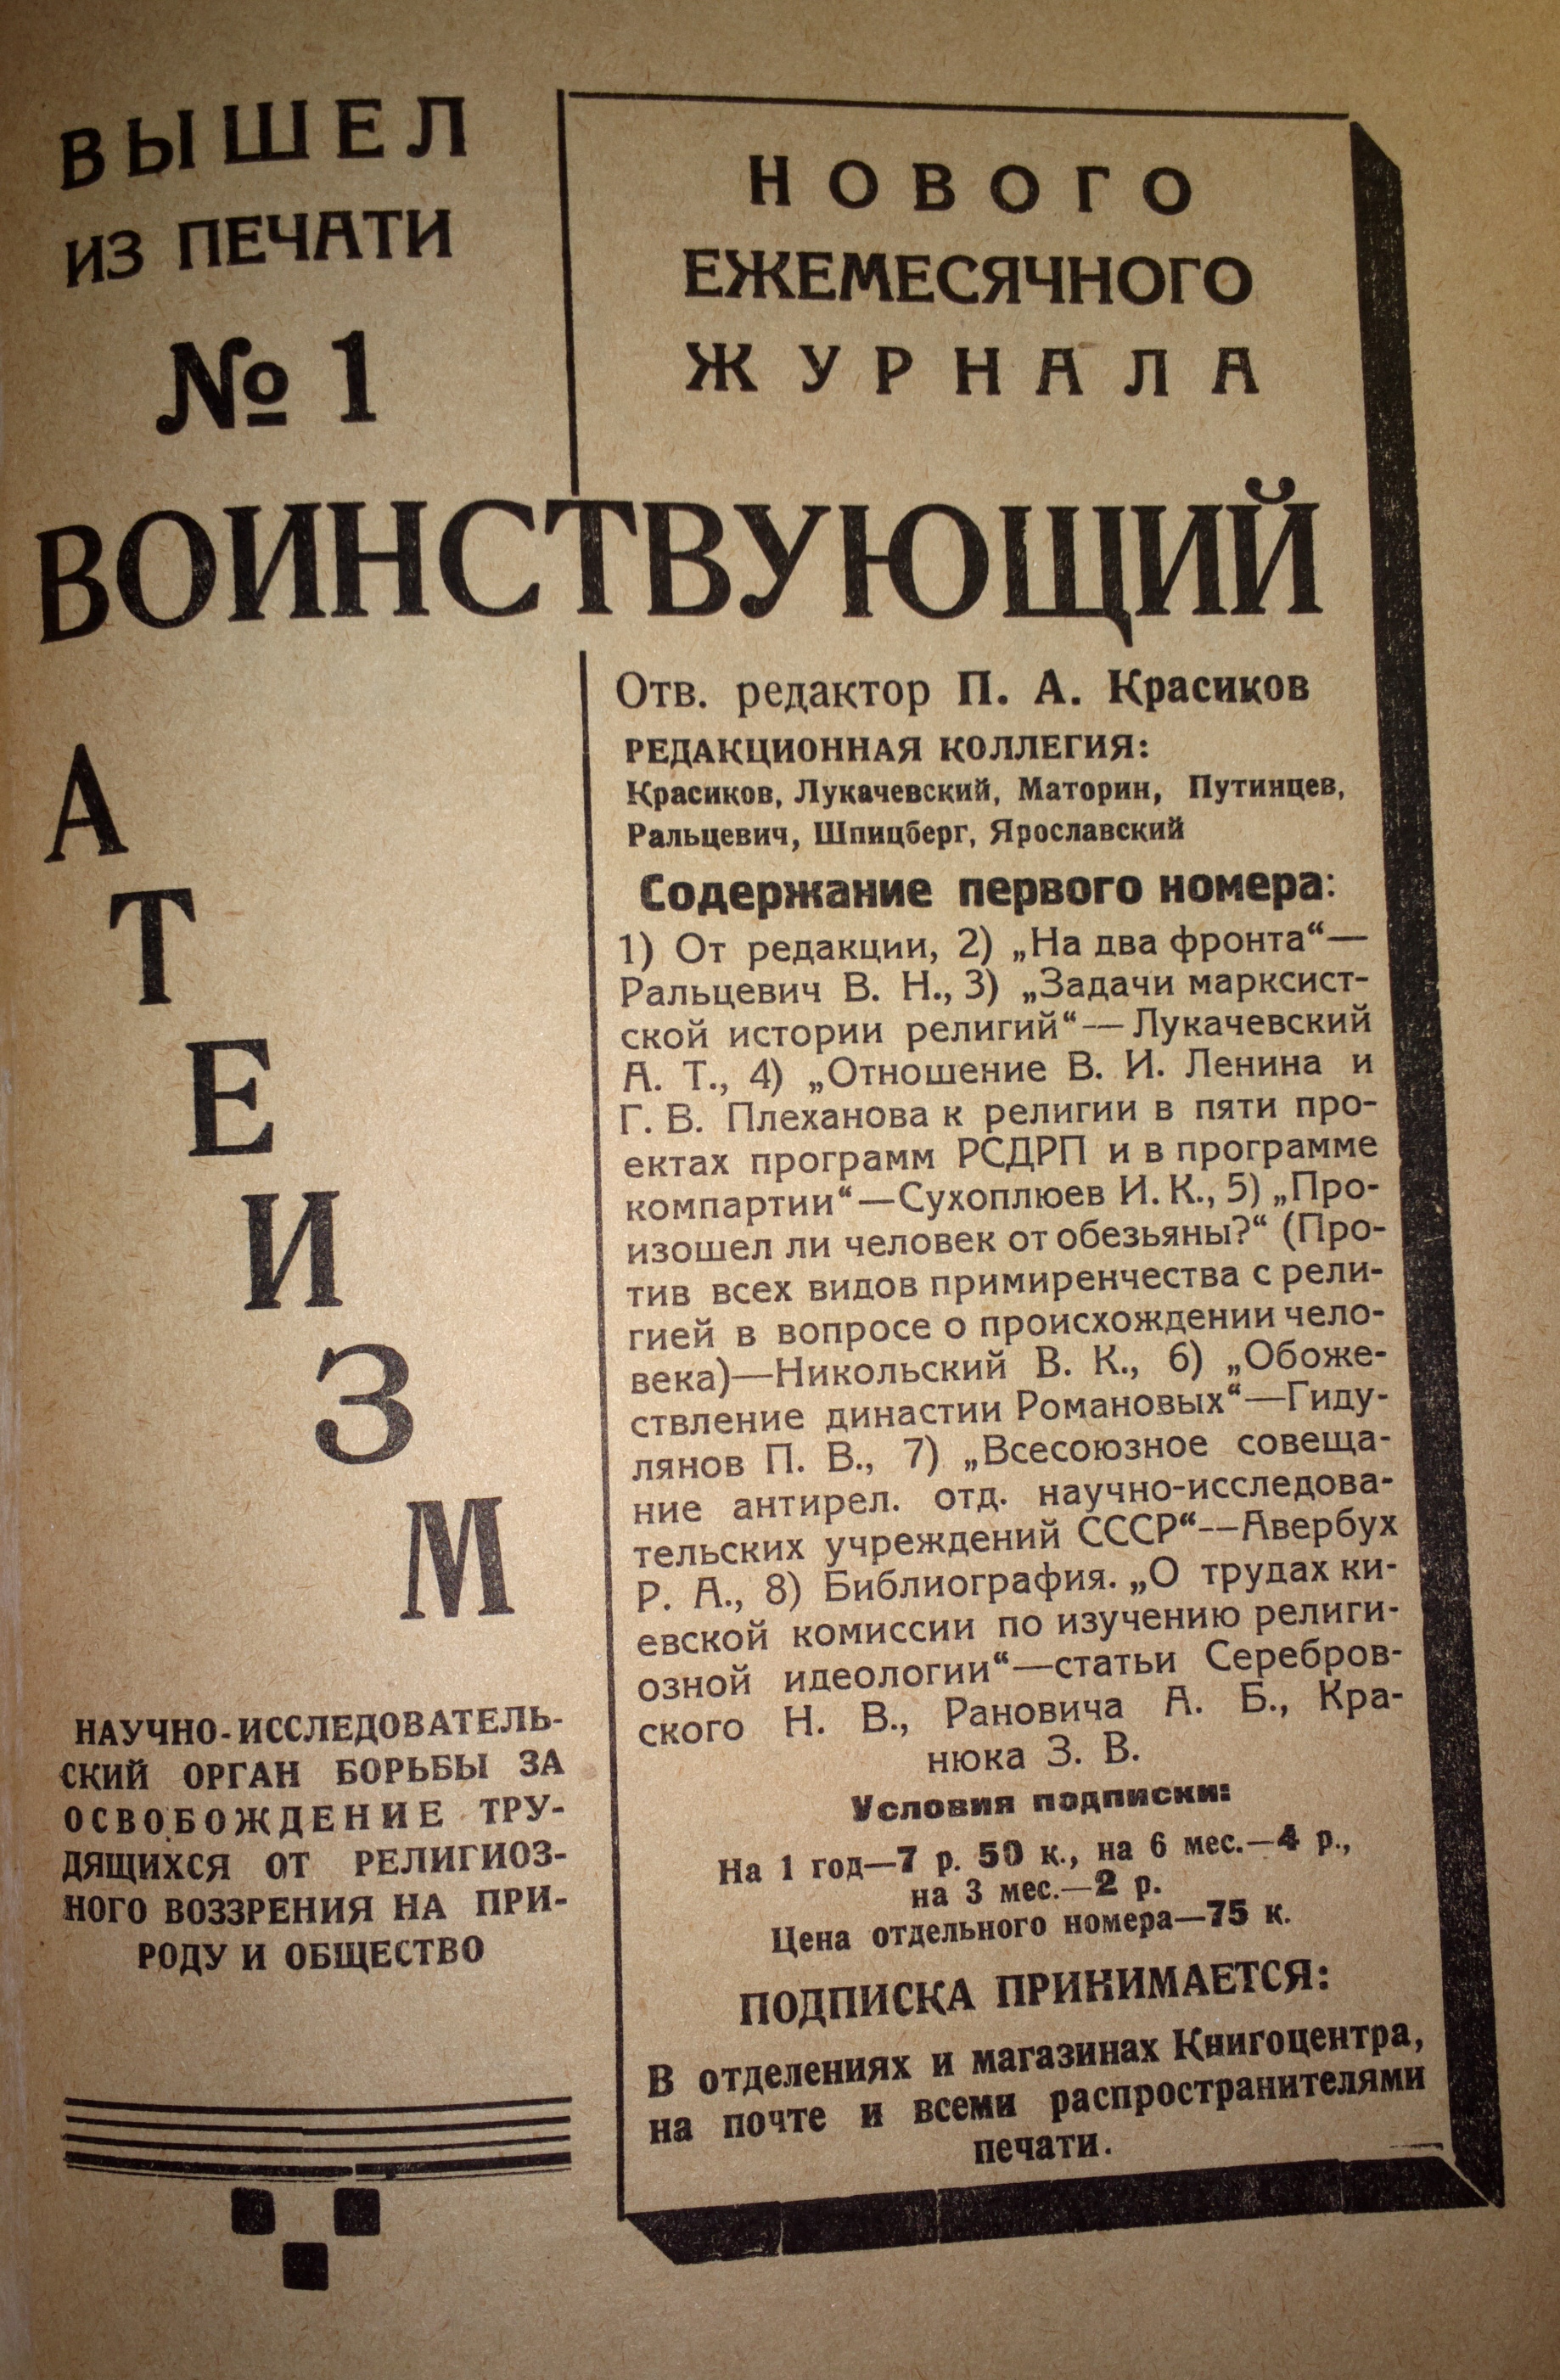 ВЫШЕЛ
ИЗ ПЕЧАТИ
№ 1
НОВОГО
ЕЖЕМЕСЯЧНОГО
ЖУРНАЛА
ВОИНСТВУЮЩИЙ
АТЕИЗМ
НАУЧНО-ИССЛЕДОВАТЕЛЬ-
СКИЙ ОРГАН БОРЬБЫ ЗА
ОСВОБОЖДЕНИЕ ТРУ-
ДЯЩИХСЯ ОТ РЕЛИГИОЗ-
НОГО ВОЗЗРЕНИЯ НА ПРИ-
РОДУ И ОБЩЕСТВО
Отв. редактор П. А. Красиков
РЕДАКЦИОННАЯ КОЛЛЕГИЯ:
Красиков, Лукачевский, Маторин, Путинцев,
Ральцевич, Шпицберг, Ярославский
Содержание первого номера:
1) От редакции, 2) „На два фронта“—
Ральцевич В. Н., 3) „Задачи марксист-
ской истории религий“—Лукачевский
А. Т., 4) „Отношение В. И. Ленина и
Г. В. Плеханова к религии в пяти про-
ектах программ РСДРП и в программе
компартии“—Сухоплюев И. К., 5) „Про-
изошел ли человек от обезьяны?“ (Про-
тив всех видов примиренчества с рели-
гией в вопросе о происхождении чело-
века)—Никольский В. К., 6) „Обоже-
ствление династии Романовых“—Гиду-
лянов П. В., 7) „Всесоюзное совеща-
ние антирел. отд. научно-исследова-
тельских учреждений СССР“—Авербух
Р. А., 8) Библиография. „О трудах ки-
евской комиссии по изучению религи-
озной идеологии“—статьи Серебров-
ского Н. В., Рановича А. Б., Кра-
нюка З. В.
Условия подписки:
На 1 год—7 р. 50 к., на 6 мес.—4 р.,
на 3 мес.—2 р.
Цена отдельного номера—75 к.
ПОДПИСКА ПРИНИМАЕТСЯ:
В отделениях и магазинах Книгоцентра,
на почте и всеми распространителями
печати.